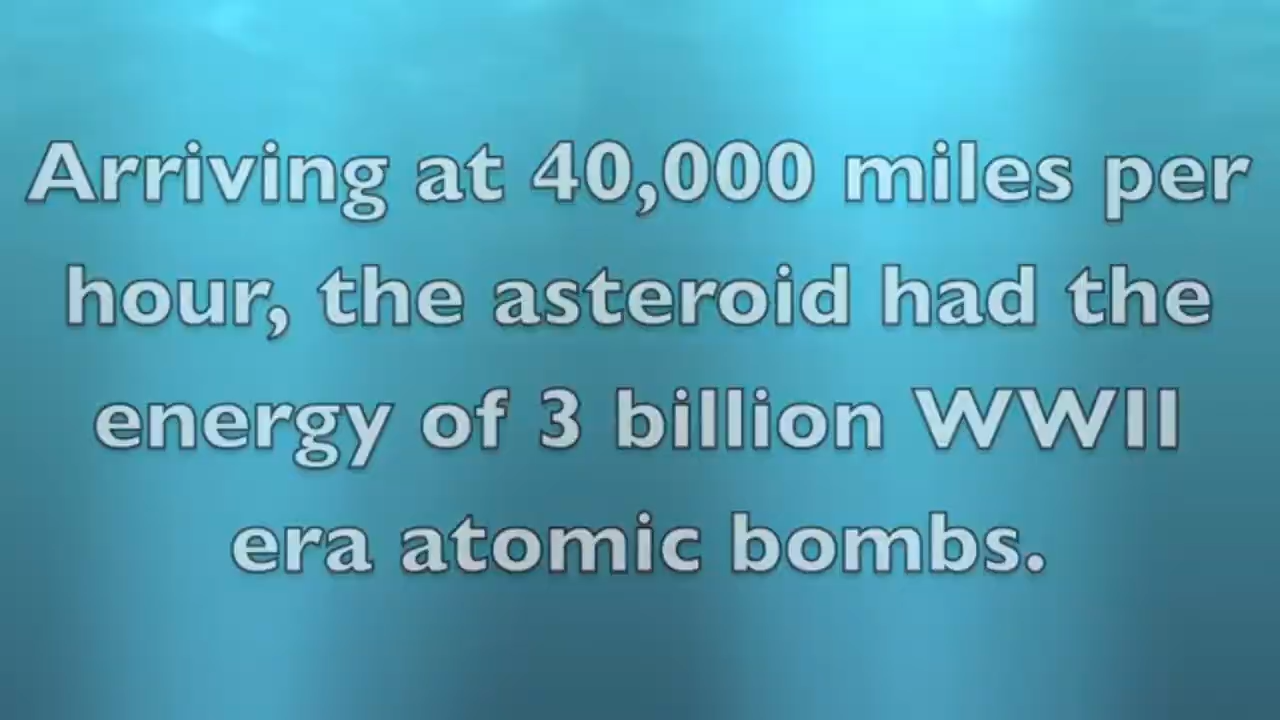 Arriving at 40,000 miles per
hour, the asteroid had the
energy of 3 billion WWII
era atomic bombs.